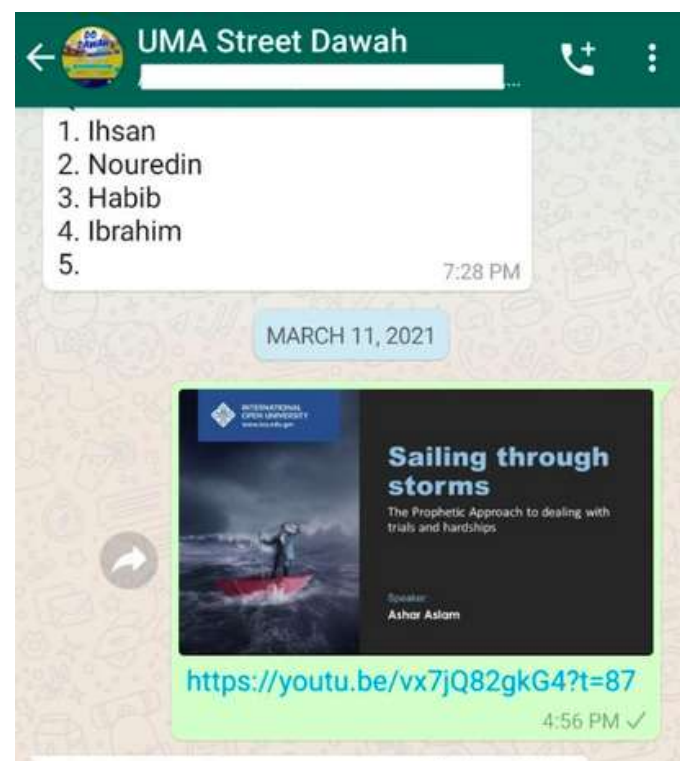 UMA Street Dawah
...
1. Ihsan
2. Nouredin
3. Habib
4. Ibrahim
5.
7:28 PM
MARCH 11, 2021
INTERNATIONAL
OPEN UNIVERSITY
Sailing through
storms
The Prophetic Approach to dealing with
trials and hardships
Speaker:
Ashar Aslam
https://youtu.be/vx7jQ82gkG4?t=87
4:56 PM